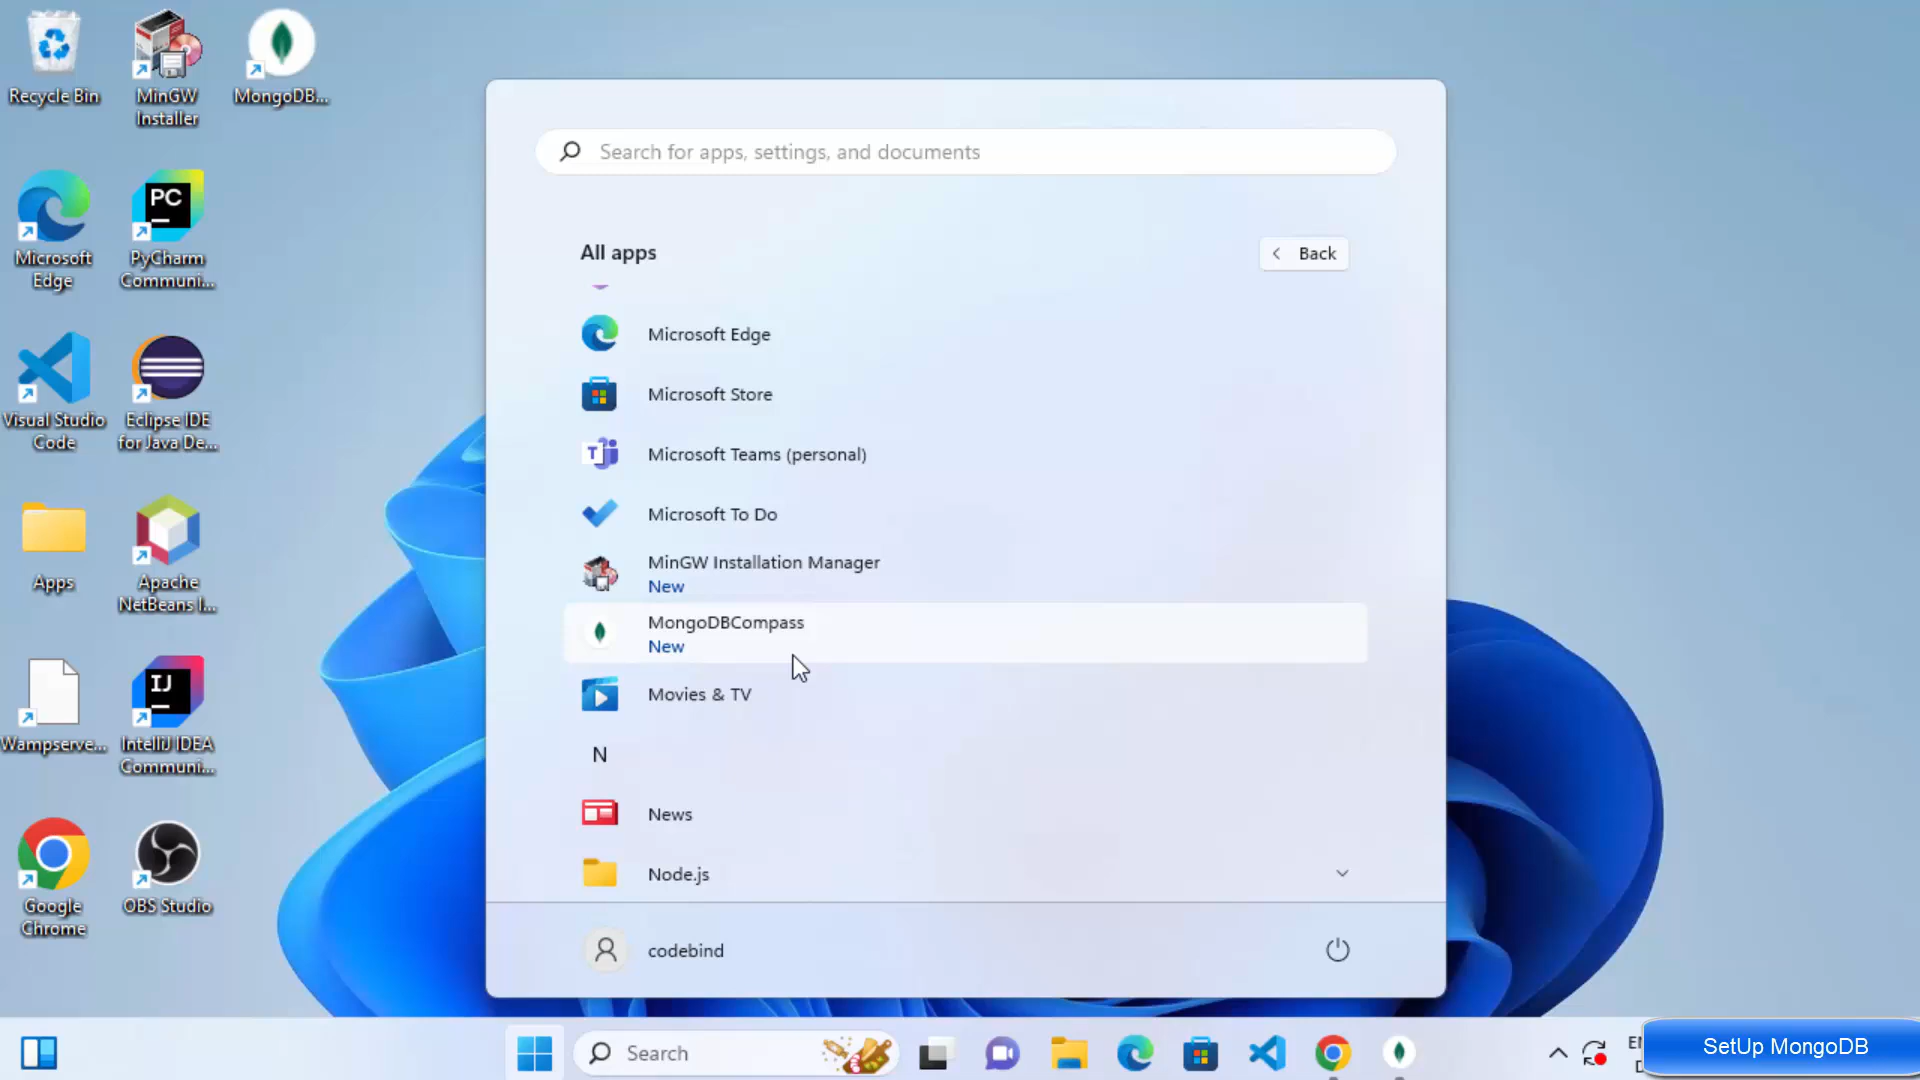 Recycle Bin
MinGW
Installer
MongoDB...
Microsoft
Edge
PC
PyCharm
Communi...
Visual Studio
Code
Eclipse IDE
for Java De...
Apps
Apache
NetBeans I...
Wampserve...
IJ
IntelliJ IDEA
Communi...
Google
Chrome
OBS Studio
Search for apps, settings, and documents
All apps
Back
Microsoft Edge
Microsoft Store
T
Microsoft Teams (personal)
Microsoft To Do
MinGW Installation Manager
New
MongoDBCompass
New
Movies & TV
N
News
Node.js
codebind
Search
SetUp MongoDB